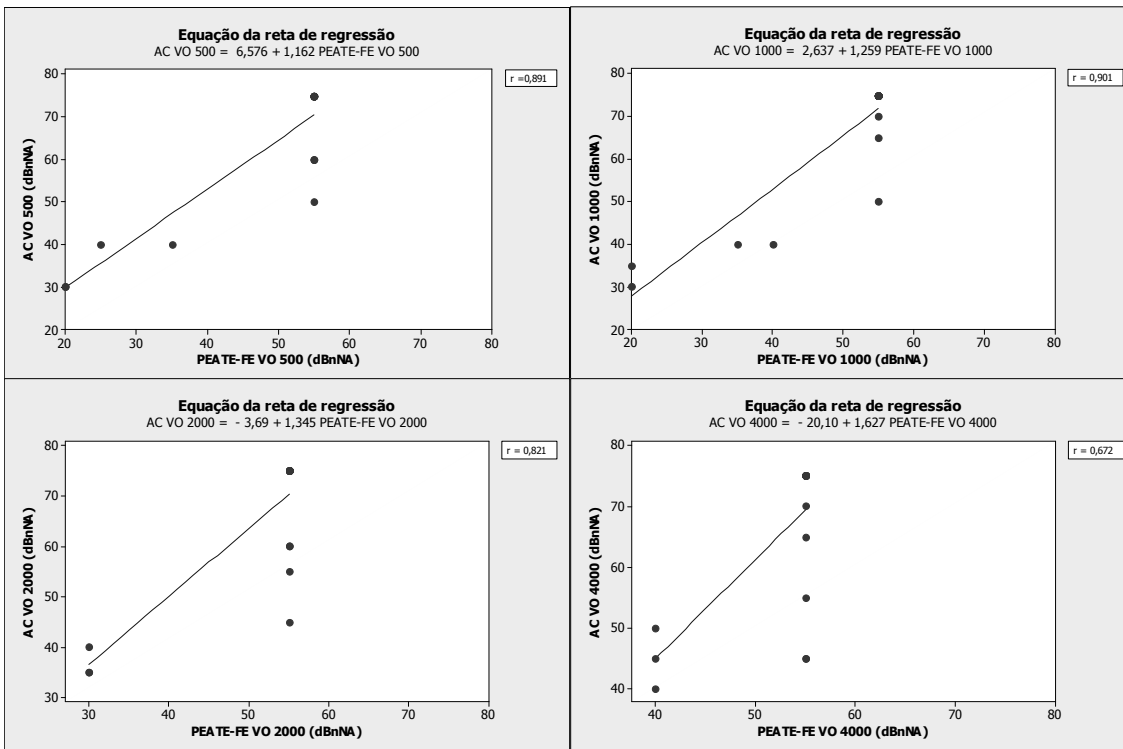 Equação da reta de regressão
AC VO 500 = 6,576 + 1,162 PEATE-FE VO 500
r =0,891
AC VO 500 (dBnNA)
80
70
60
50
40
30
20
20 30 40 50 60 70 80
PEATE-FE VO 500 (dBnNA)
Equação da reta de regressão
AC VO 1000 = 2,637 + 1,259 PEATE-FE VO 1000
r = 0,901
AC VO 1000 (dBnNA)
80
70
60
50
40
30
20
20 30 40 50 60 70 80
PEATE-FE VO 1000 (dBnNA)
Equação da reta de regressão
AC VO 2000 = - 3,69 + 1,345 PEATE-FE VO 2000
r = 0,821
AC VO 2000 (dBnNA)
80
70
60
50
40
30
30 40 50 60 70 80
PEATE-FE VO 2000 (dBnNA)
Equação da reta de regressão
AC VO 4000 = - 20,10 + 1,627 PEATE-FE VO 4000
r = 0,672
AC VO 4000 (dBnNA)
80
70
60
50
40
40 50 60 70 80
PEATE-FE VO 4000 (dBnNA)